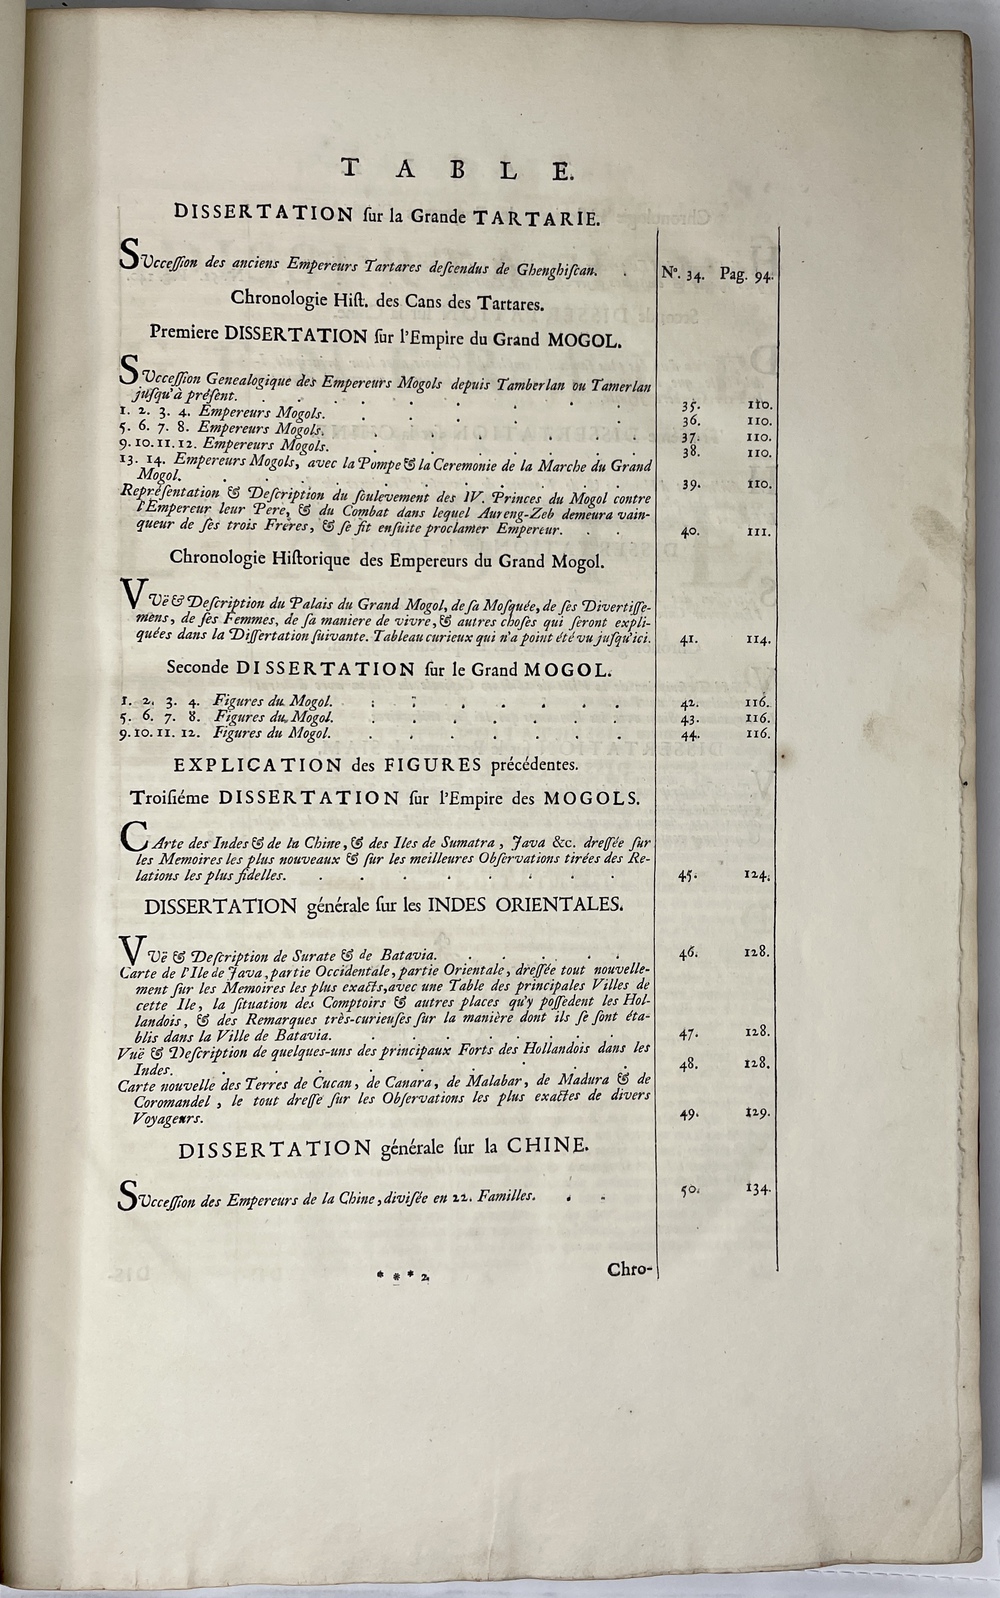 TABLE.
DISSERTATION ſur la Grande TARTARIE.
SUcceſſion des anciens Empereurs Tartares deſcendus de Ghenghiſcan. . N°. 34. Pag. 94.
Chronologie Hiſt. des Cans des Tartares.
Premiere DISSERTATION ſur l'Empire du Grand MOGOL.
SUcceſſion Genealogique des Empereurs Mogols depuis Tamberlan ou Tamerlan
juſqu'à préſent. . . . . . 35. 110.
1. 2. 3. 4. Empereurs Mogols. . . . . . 36. 110.
5. 6. 7. 8. Empereurs Mogols. . . . . . 37. 110.
9. 10. 11. 12. Empereurs Mogols. . . . . . 38. 110.
13. 14. Empereurs Mogols, avec la Pompe & la Ceremonie de la Marche du Grand
Mogol. . . . . . . 39. 110.
Repréſentation & Deſcription du ſoulevement des IV. Princes du Mogol contre
l'Empereur leur Pere, & du Combat dans lequel Aureng-Zeb demeura vain-
queur de ſes trois Freres, & ſe fit enſuite proclamer Empereur. . . 40. 111.
Chronologie Hiſtorique des Empereurs du Grand Mogol.
VUë & Deſcription du Palais du Grand Mogol, de ſa Moſquée, de ſes Divertiſſe-
mens, de ſes Femmes, de ſa maniere de vivre, & autres choſes qui ſeront expli-
quées dans la Diſſertation ſuivante. Tableau curieux qui n'a point été vu juſqu'ici. 41. 114.
Seconde DISSERTATION ſur le Grand MOGOL.
1. 2. 3. 4. Figures du Mogol. . . . . . . 42. 116.
5. 6. 7. 8. Figures du Mogol. . . . . . . 43. 116.
9. 10. 11. 12. Figures du Mogol. . . . . . . 44. 116.
EXPLICATION des FIGURES précédentes.
Troiſiéme DISSERTATION ſur l'Empire des MOGOLS.
CArte des Indes & de la Chine, & des Iles de Sumatra, Java &c. dreſſée ſur
les Memoires les plus nouveaux & ſur les meilleures Obſervations tirées des Re-
lations les plus fidelles. . . . . . . . 45. 124.
DISSERTATION générale ſur les INDES ORIENTALES.
VUë & Deſcription de Surate & de Batavia. . . . . . 46. 128.
Carte de l'Ile de Java, partie Occidentale, partie Orientale, dreſſée tout nouvelle-
ment ſur les Memoires les plus exacts, avec une Table des principales Villes de
cette Ile, la ſituation des Comptoirs & autres places qu'y poſſedent les Hol-
landois, & des Remarques très-curieuſes ſur la manière dont ils ſe ſont éta-
blis dans la Ville de Batavia. . . . . . . 47. 128.
Vuë & Deſcription de quelques-uns des principaux Forts des Hollandois dans les
Indes. . . . . . . 48. 128.
Carte nouvelle des Terres de Cucan, de Canara, de Malabar, de Madura & de
Coromandel, le tout dreſſe ſur les Obſervations les plus exactes de divers
Voyageurs. 49. 129.
DISSERTATION générale ſur la CHINE.
SUcceſſion des Empereurs de la Chine, diviſée en 22. Familles. . . 50. 134.
* * * 2 Chro-